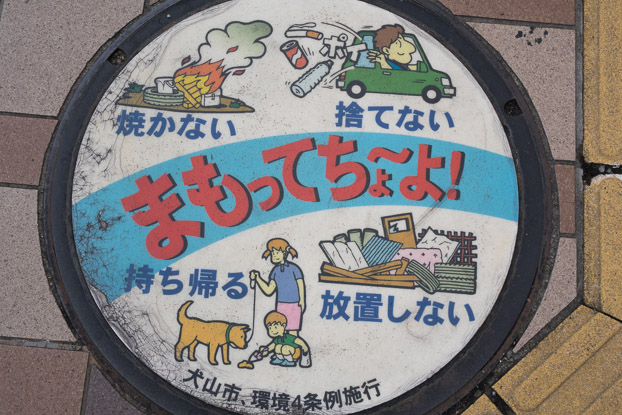 ポイ
焼かない
捨てない
まもってちょ〜よ!
持ち帰る
放置しない
犬山市、環境4条例施行